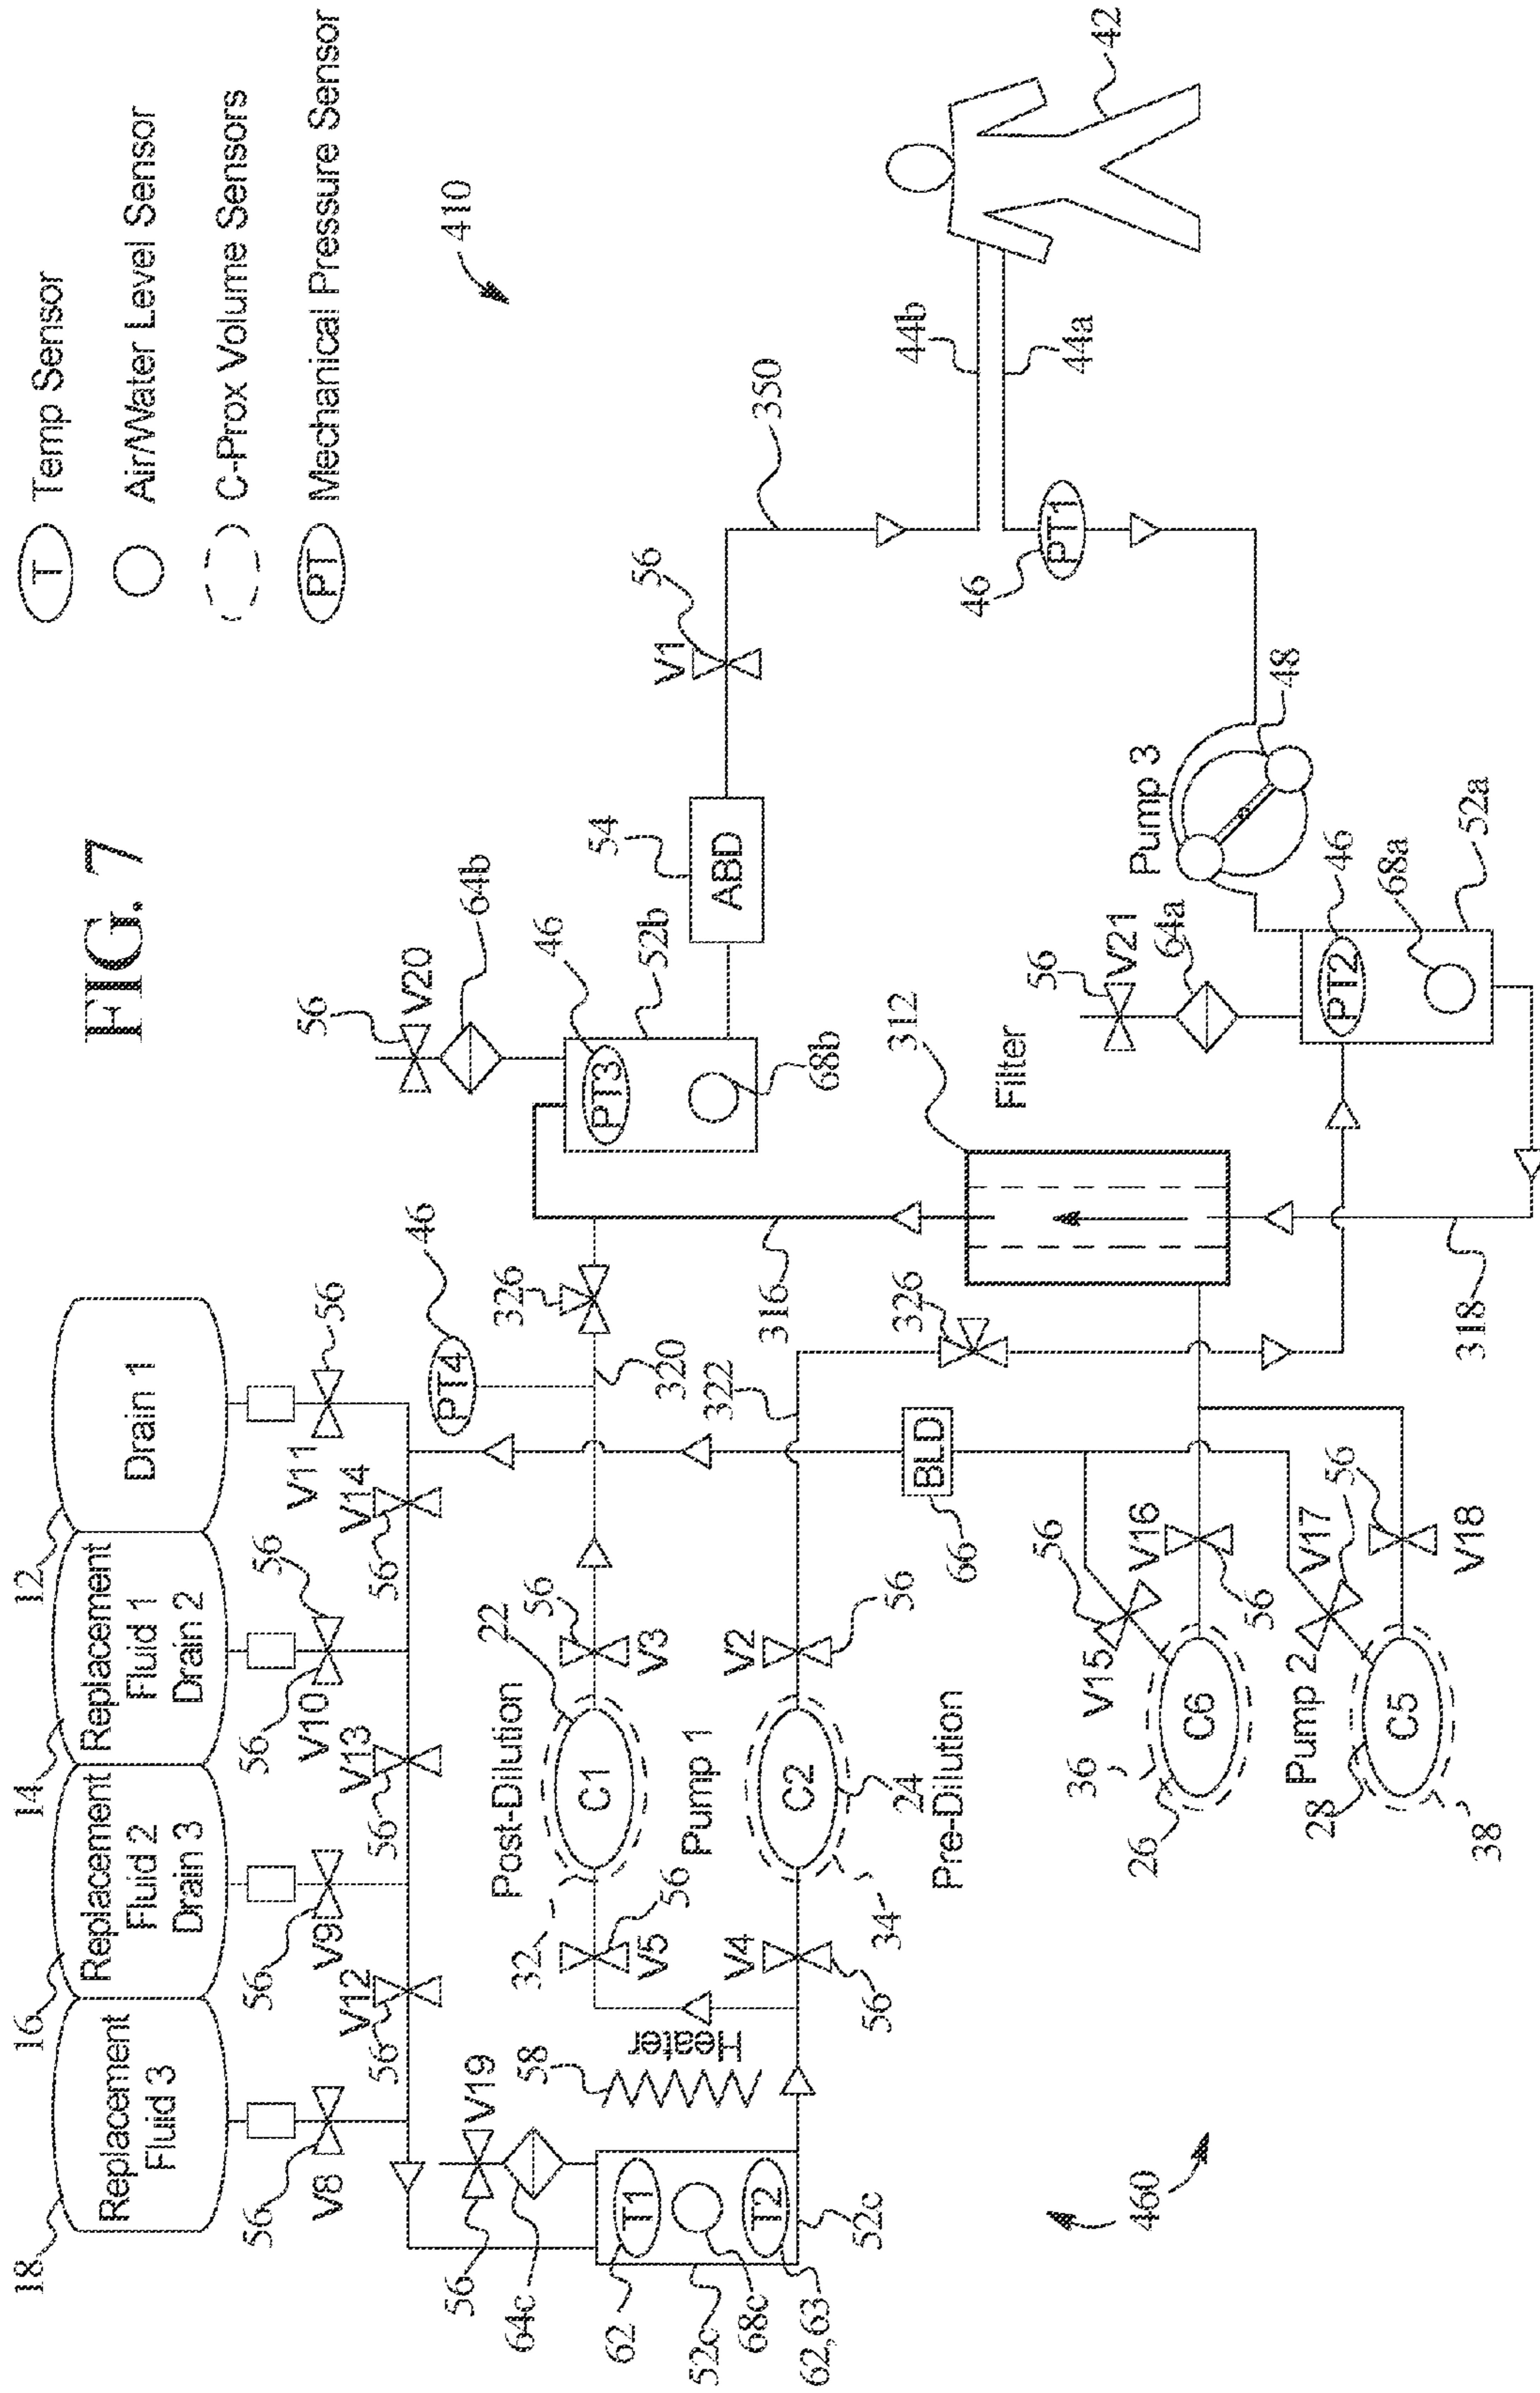 FIG. 7
T Temp Sensor
Air/Water Level Sensor
C-Prox Volume Sensors
PT Mechanical Pressure Sensor
410
18
16
14
12
Replacement
Fluid 3
Replacement
Fluid 2
Drain 3
Replacement
Fluid 1
Drain 2
Drain 1
56
V8
56
V9
56
56
V10
56
V11
56
V12
56
V13
56
V14
56
V19
64c
T1
T2
62
52c
68c
62,63
52c
58
Heater
460
Post-Dilution
32
V5
56
C1
22
56
V3
Pump 1
V4
56
C2
34
24
V2
56
Pre-Dilution
PT4
46
326
320
322
316
326
BLD
66
36
V15
56
V16
56
C6
26
Pump 2
V17
56
V18
C5
28
38
56
V20
64b
46
PT3
52b
68b
54
ABD
V1
56
350
44b
44a
42
46
PT1
Pump 3
48
312
Filter
56
V21
64a
46
PT2
68a
52a
318